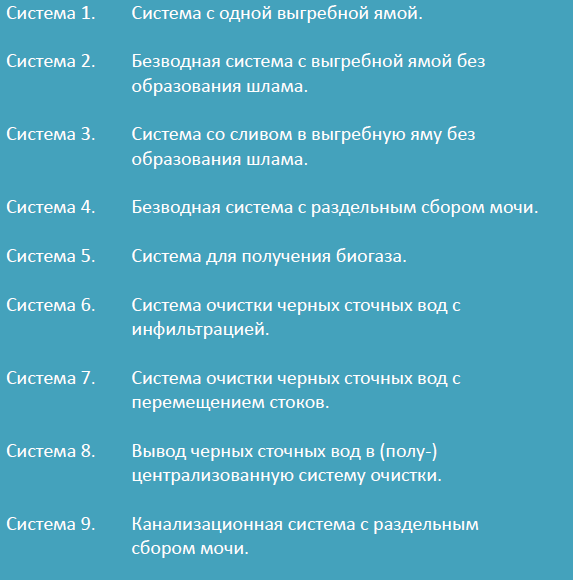 Система 1. Система с одной выгребной ямой.
Система 2. Безводная система с выгребной ямой без
образования шлама.
Система 3. Система со сливом в выгребную яму без
образования шлама.
Система 4. Безводная система с раздельным сбором мочи.
Система 5. Система для получения биогаза.
Система 6. Система очистки черных сточных вод с
инфильтрацией.
Система 7. Система очистки черных сточных вод с
перемещением стоков.
Система 8. Вывод черных сточных вод в (полу-)
централизованную систему очистки.
Система 9. Канализационная система с раздельным
сбором мочи.